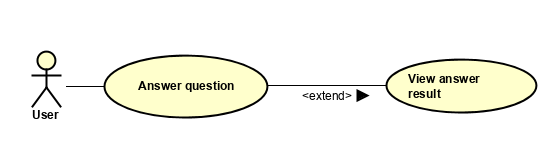 Answer question
View answer
result
<extend>
User